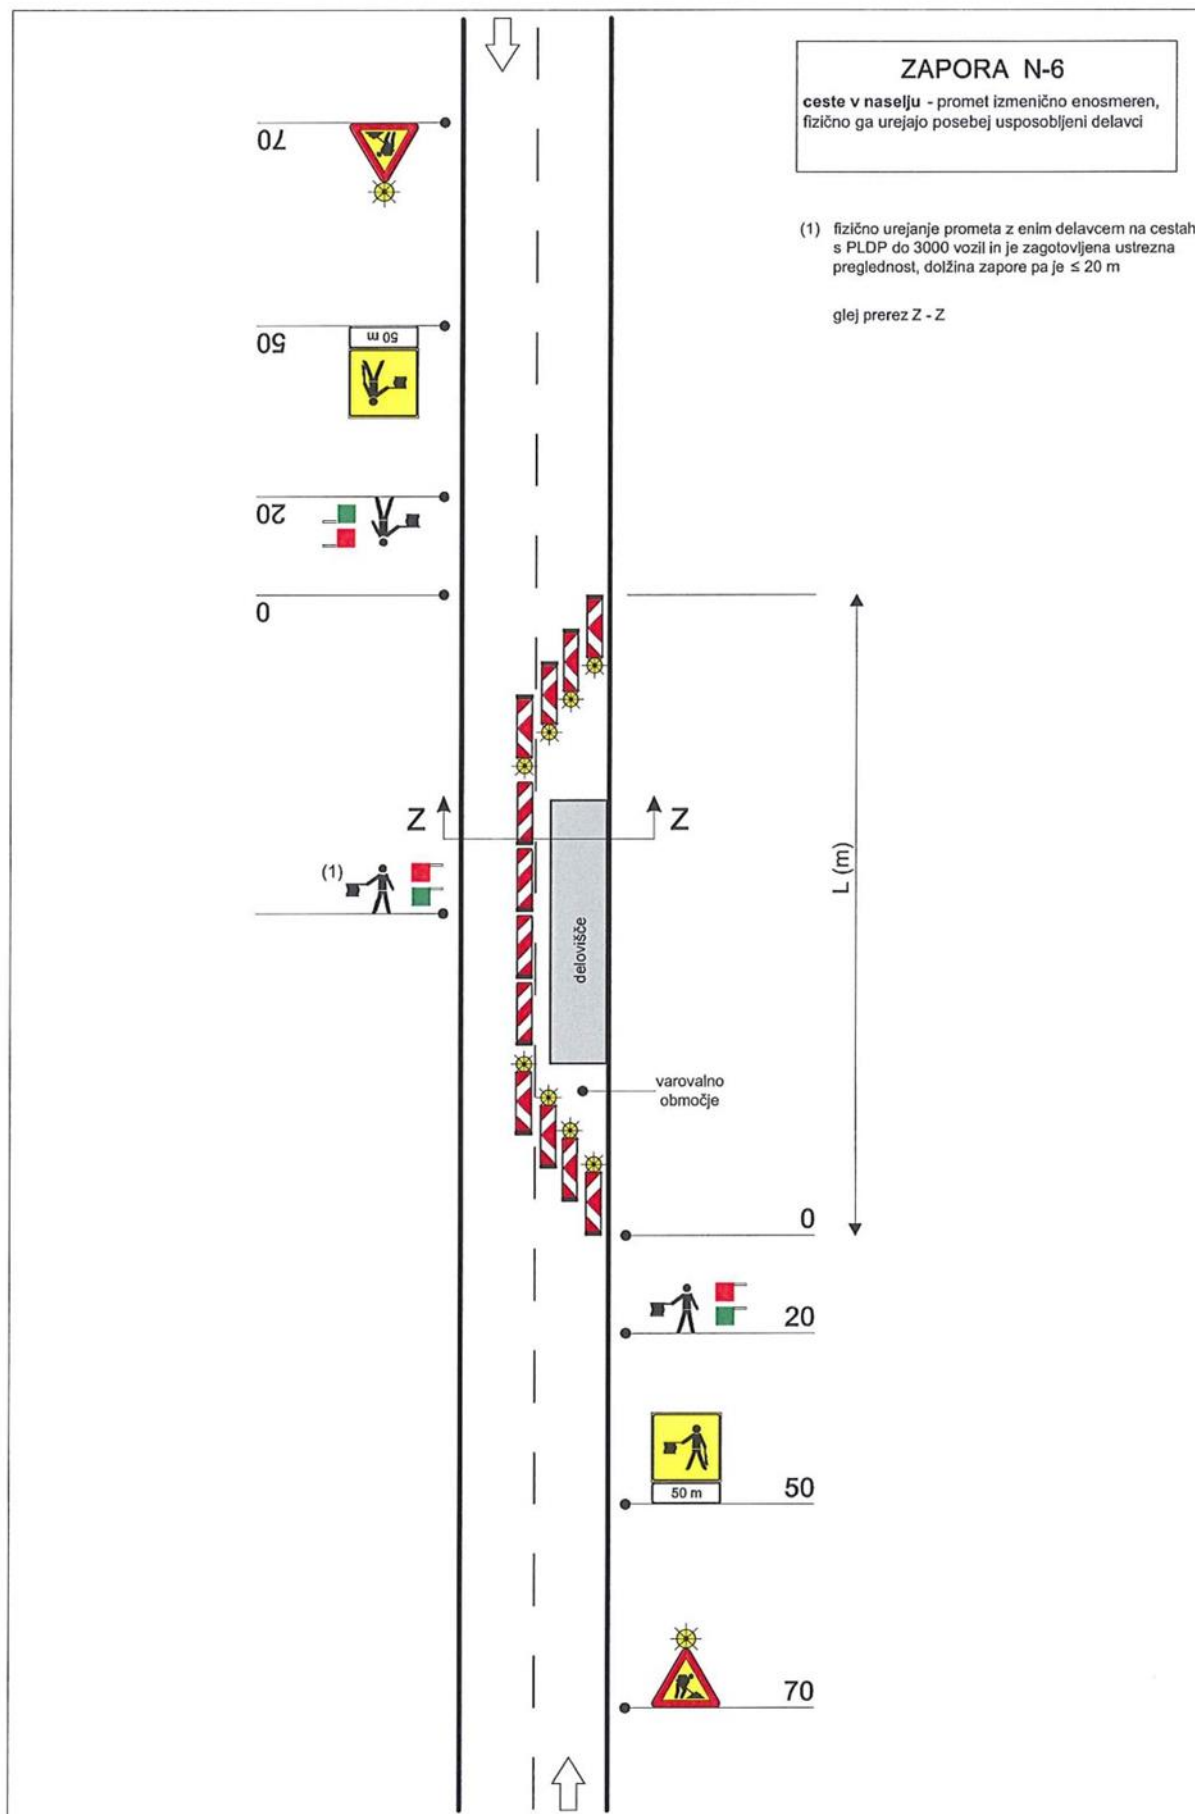 ZAPORA N-6
ceste v naselju - promet izmenično enosmeren,
fizično ga urejajo posebej usposobljeni delavci
(1) fizično urejanje prometa z enim delavcem na cestah
s PLDP do 3000 vozil in je zagotovljena ustrezna
preglednost, dolžina zapore pa je ≤ 20 m
glej prerez Z - Z
70
50
50 m
20
0
Z
Z
(1)
L (m)
delovišče
varovalno
območje
0
20
50 m
50
70